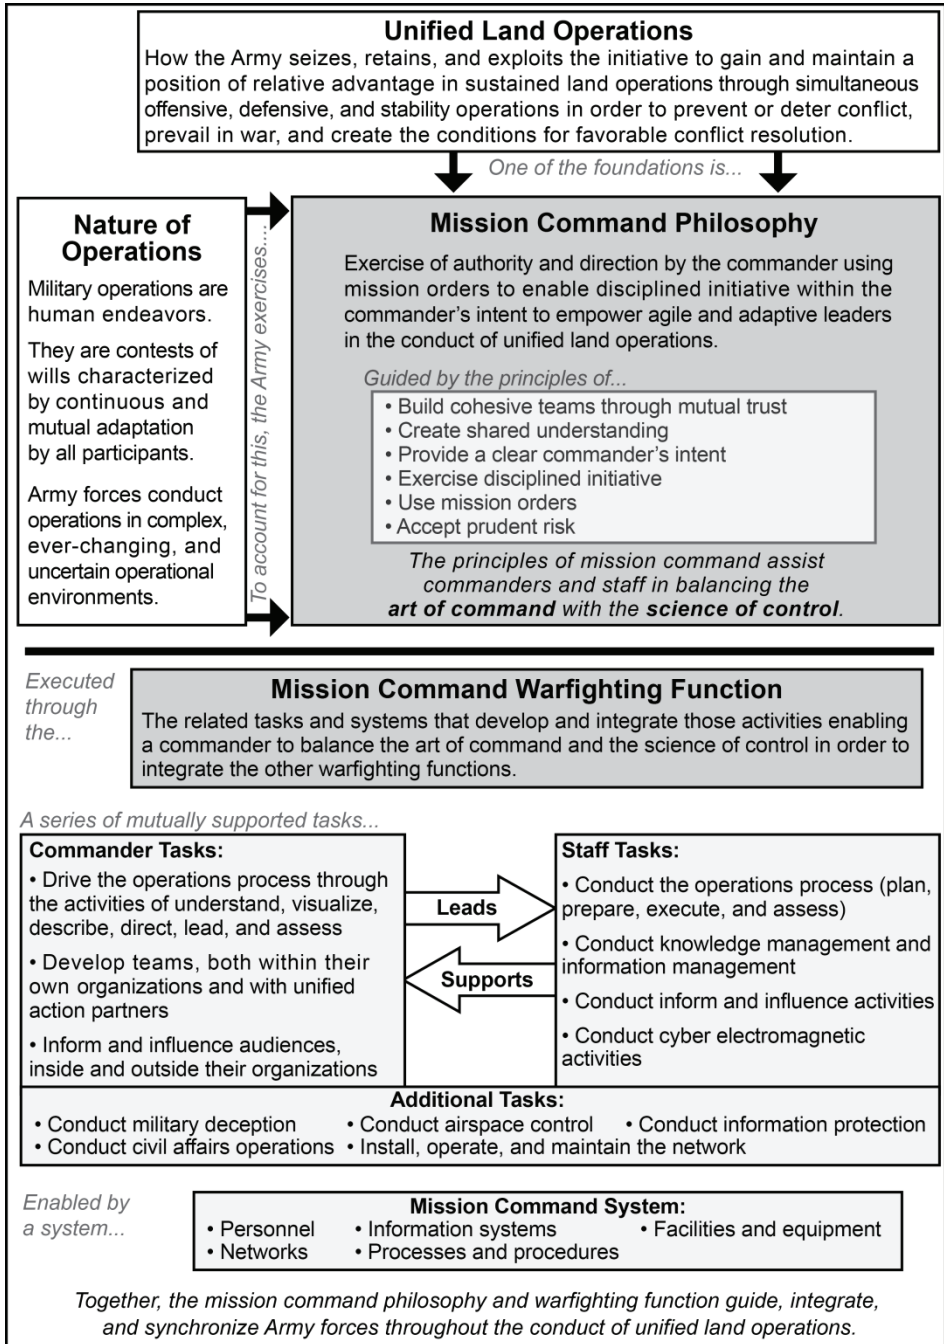 Unified Land Operations
How the Army seizes, retains, and exploits the initiative to gain and maintain a
position of relative advantage in sustained land operations through simultaneous
offensive, defensive, and stability operations in order to prevent or deter conflict,
prevail in war, and create the conditions for favorable conflict resolution.
One of the foundations is...
Nature of
Operations
Military operations are
human endeavors.
They are contests of
wills characterized
by continuous and
mutual adaptation
by all participants.
Army forces conduct
operations in complex,
ever-changing, and
uncertain operational
environments.
To account for this, the Army exercises....
Mission Command Philosophy
Exercise of authority and direction by the commander using
mission orders to enable disciplined initiative within the
commander's intent to empower agile and adaptive leaders
in the conduct of unified land operations.
Guided by the principles of...
• Build cohesive teams through mutual trust
• Create shared understanding
• Provide a clear commander's intent
• Exercise disciplined initiative
• Use mission orders
• Accept prudent risk
The principles of mission command assist
commanders and staff in balancing the
art of command with the science of control.
Executed
through
the...
Mission Command Warfighting Function
The related tasks and systems that develop and integrate those activities enabling
a commander to balance the art of command and the science of control in order to
integrate the other warfighting functions.
A series of mutually supported tasks...
Commander Tasks:
• Drive the operations process through
the activities of understand, visualize,
describe, direct, lead, and assess
• Develop teams, both within their
own organizations and with unified
action partners
• Inform and influence audiences,
inside and outside their organizations
Leads
Supports
Staff Tasks:
• Conduct the operations process (plan,
prepare, execute, and assess)
• Conduct knowledge management and
information management
• Conduct inform and influence activities
• Conduct cyber electromagnetic
activities
Additional Tasks:
• Conduct military deception • Conduct airspace control • Conduct information protection
• Conduct civil affairs operations • Install, operate, and maintain the network
Enabled by
a system...
Mission Command System:
• Personnel • Information systems • Facilities and equipment
• Networks • Processes and procedures
Together, the mission command philosophy and warfighting function guide, integrate,
and synchronize Army forces throughout the conduct of unified land operations.